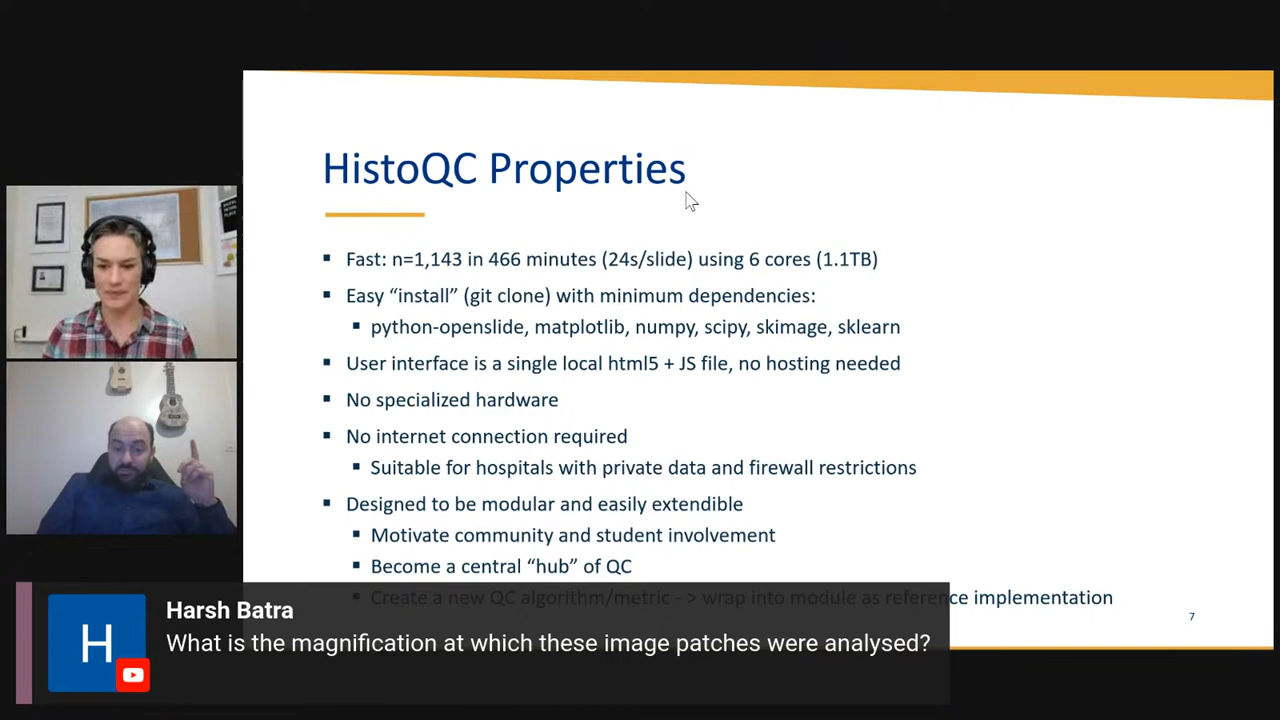 HistoQC Properties
Fast: n=1,143 in 466 minutes (24s/slide) using 6 cores (1.1TB)
Easy “install” (git clone) with minimum dependencies:
python-openslide, matplotlib, numpy, scipy, skimage, sklearn
User interface is a single local html5 + JS file, no hosting needed
No specialized hardware
No internet connection required
Suitable for hospitals with private data and firewall restrictions
Designed to be modular and easily extendible
Motivate community and student involvement
Become a central “hub” of QC
Create a new QC algorithm/metric - > wrap into module as reference implementation
7
H
Harsh Batra
What is the magnification at which these image patches were analysed?